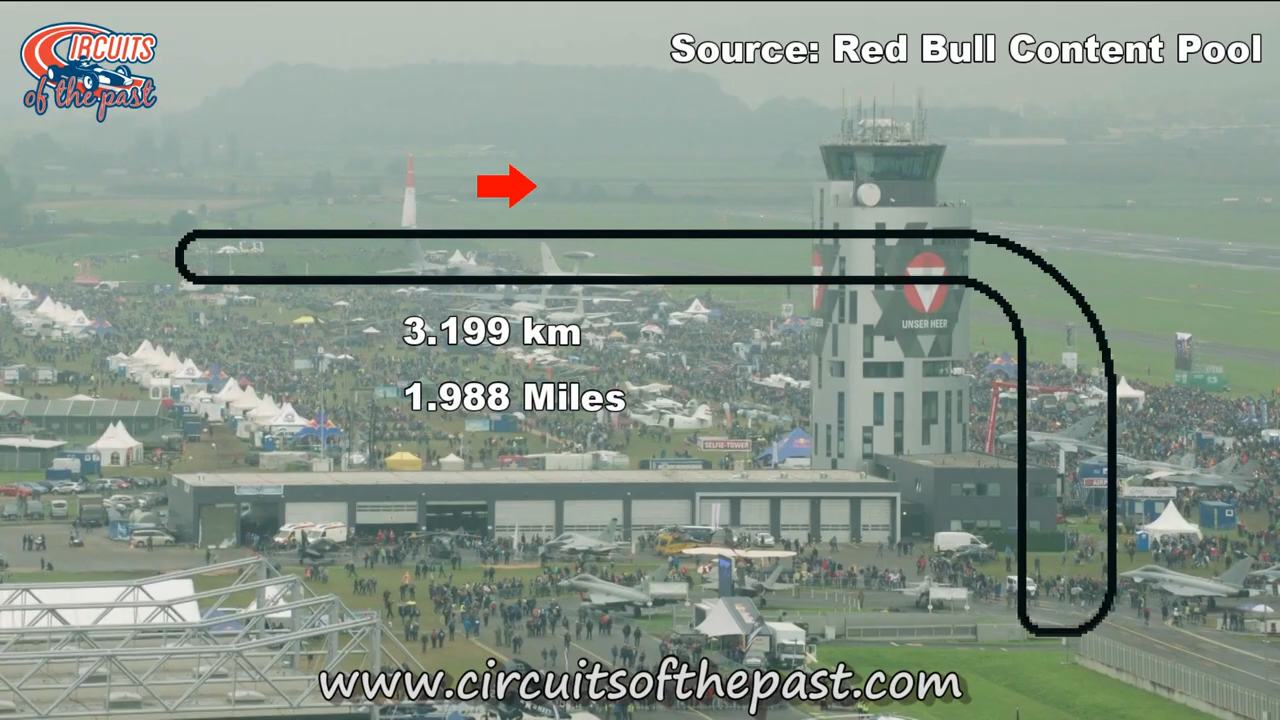 CIRCUITS
of the past
Source: Red Bull Content Pool
UNSER HEER
3.199 km
1.988 Miles
SELFIE-TOWER
www.circuitsofthepast.com